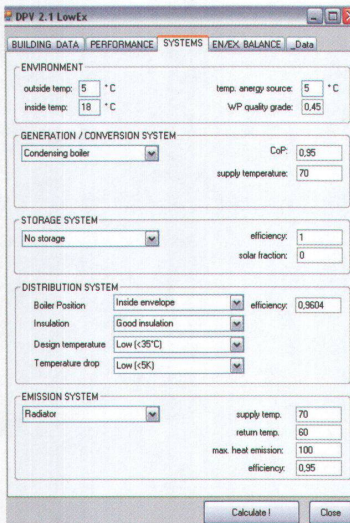 DPV 2.1 LowEx
BUILDING DATA PERFORMANCE SYSTEMS EN/EX. BALANCE _Data
ENVIRONMENT
outside temp: 5 °C temp. anergy source: 5 °C
inside temp: 18 °C WP quality grade: 0,45
GENERATION / CONVERSION SYSTEM
Condensing boiler CoP: 0,95
supply temperature: 70
STORAGE SYSTEM
No storage efficiency: 1
solar fraction: 0
DISTRIBUTION SYSTEM
Boiler Position Inside envelope efficiency: 0,9604
Insulation Good insulation
Design temperature Low (<35°C)
Temperature drop Low (<5K)
EMISSION SYSTEM
Radiator supply temp. 70
return temp. 60
max. heat emission: 100
efficiency: 0,95
Calculate ! Close